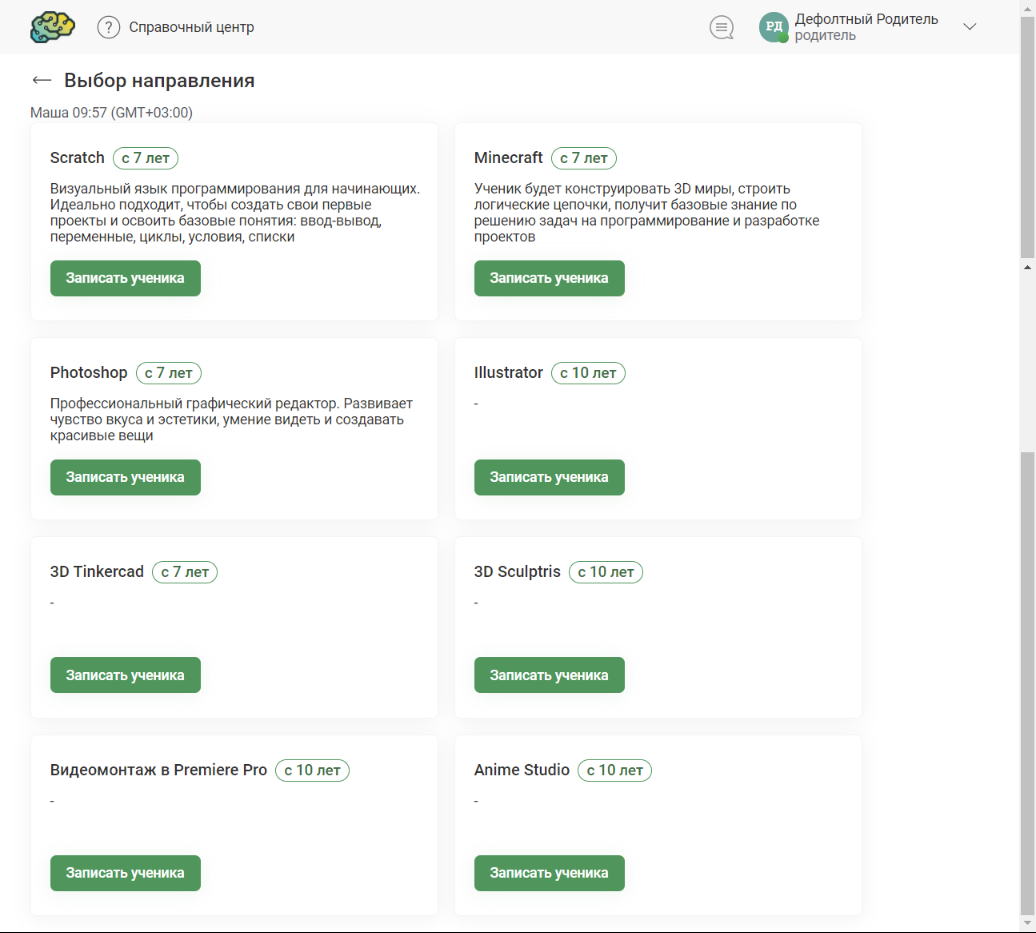 Справочный центр
РД
Дефолтный Родитель
родитель
Выбор направления
Маша 09:57 (GMT+03:00)
Scratch с 7 лет
Визуальный язык программирования для начинающих.
Идеально подходит, чтобы создать свои первые
проекты и освоить базовые понятия: ввод-вывод,
переменные, циклы, условия, списки
Записать ученика
Minecraft с 7 лет
Ученик будет конструировать 3D миры, строить
логические цепочки, получит базовые знание по
решению задач на программирование и разработке
проектов
Записать ученика
Photoshop с 7 лет
Профессиональный графический редактор. Развивает
чувство вкуса и эстетики, умение видеть и создавать
красивые вещи
Записать ученика
Illustrator с 10 лет
-
Записать ученика
3D Tinkercad с 7 лет
-
Записать ученика
3D Sculptris с 10 лет
-
Записать ученика
Видеомонтаж в Premiere Pro с 10 лет
-
Записать ученика
Anime Studio с 10 лет
-
Записать ученика